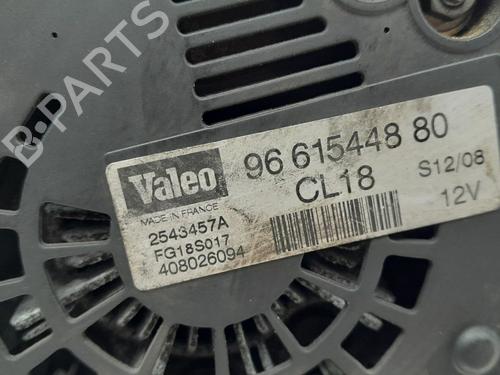 B-PARTS
Valeo
MADE IN FRANCE
2543457A
FG18S017
408026094
96 615448 80
CL18
S12/08
12V